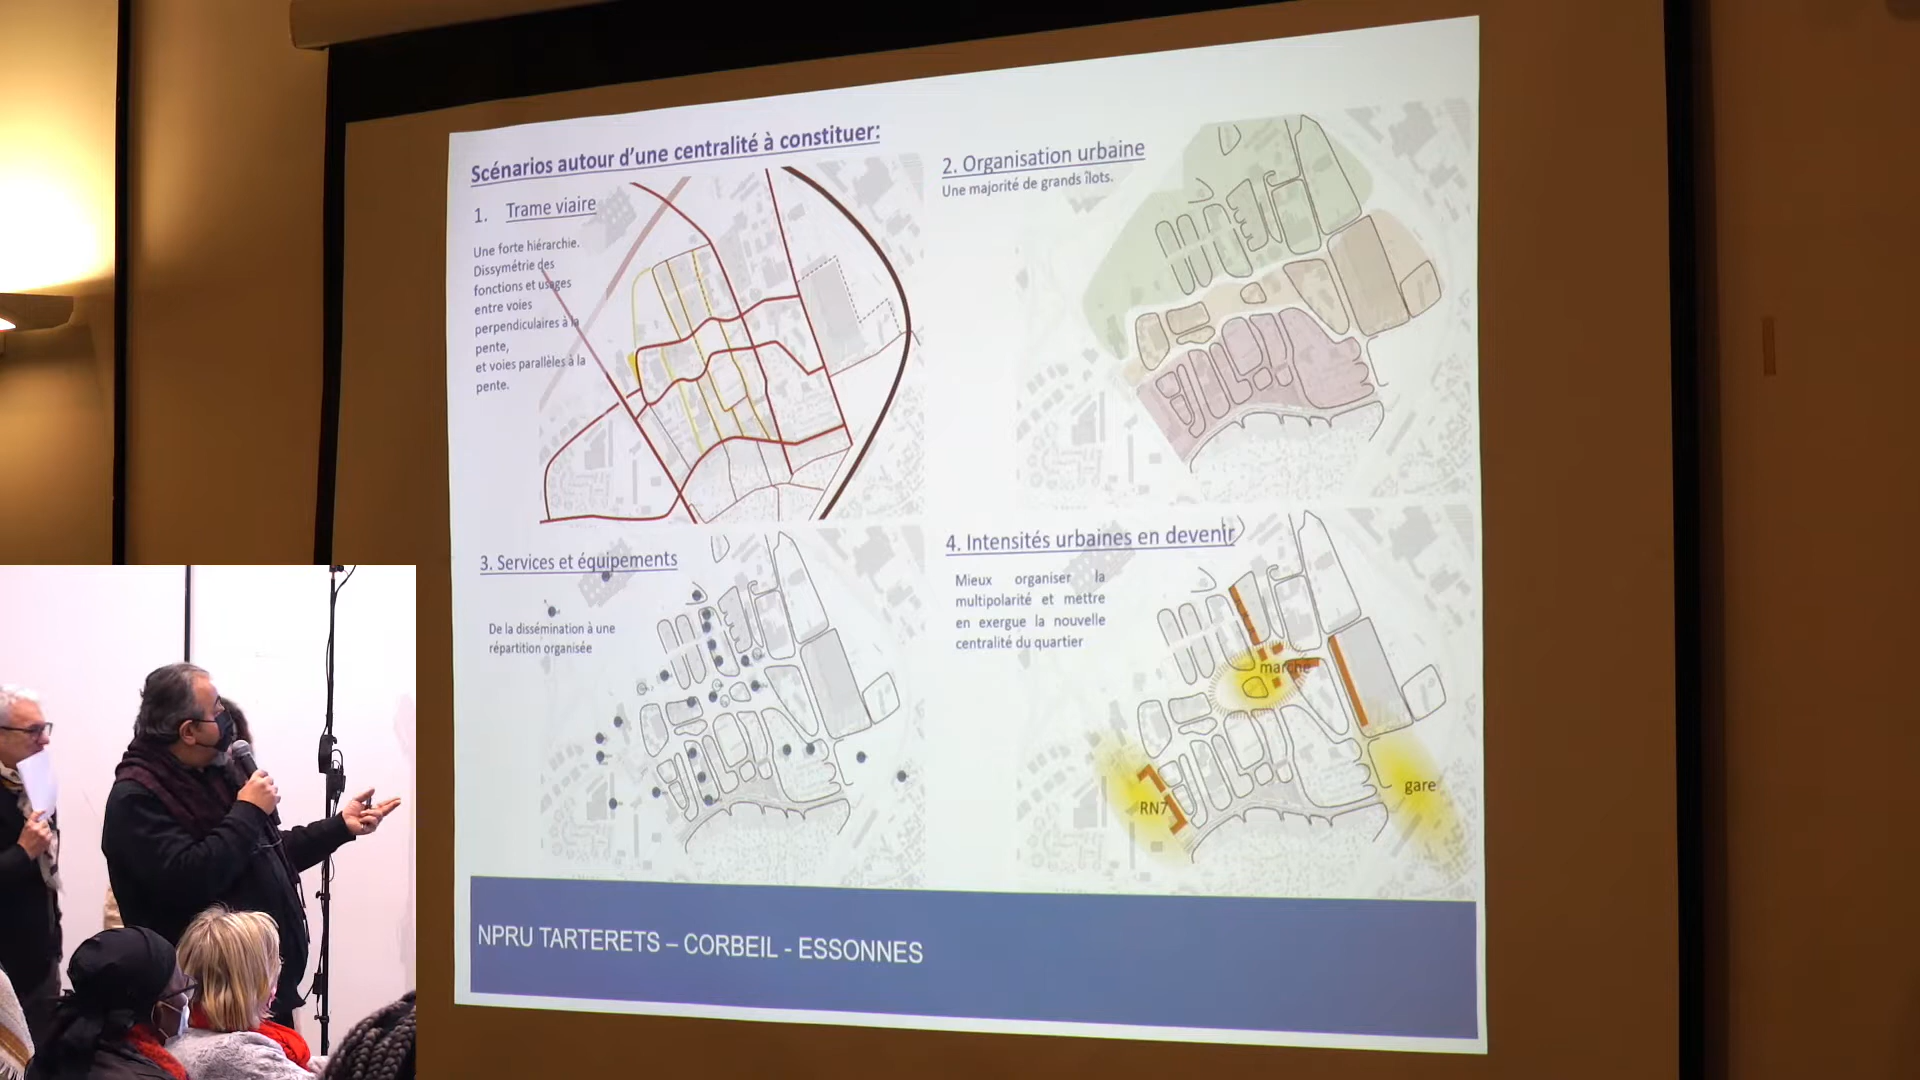 Scénarios autour d'une centralité à constituer:
1. Trame viaire
Une forte hiérarchie.
Dissymétrie des
fonctions et usages
entre voies
perpendiculaires à la
pente,
et voies parallèles à la
pente.
2. Organisation urbaine
Une majorité de grands îlots.
3. Services et équipements
De la dissémination à une
répartition organisée
4. Intensités urbaines en devenir
Mieux organiser la
multipolarité et mettre
en exergue la nouvelle
centralité du quartier
marché
gare
RN7
NPRU TARTERETS – CORBEIL - ESSONNES